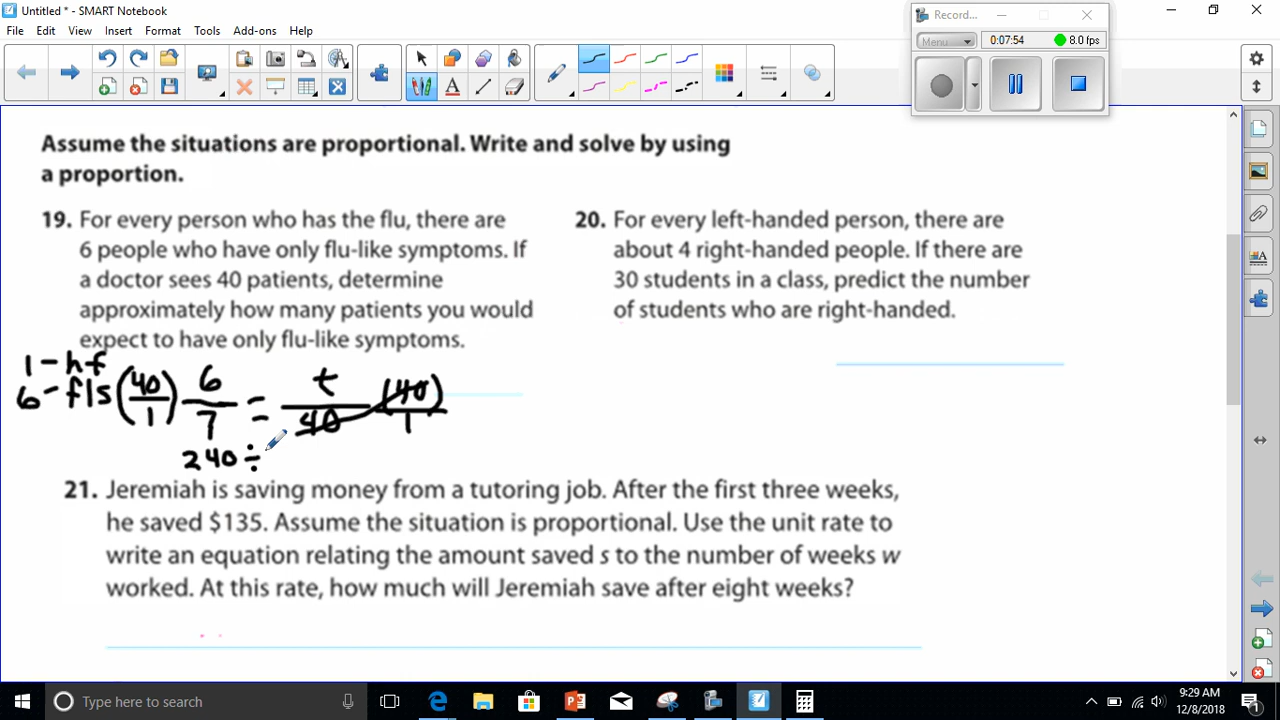 Untitled * - SMART Notebook
Record...
File Edit View Insert Format Tools Add-ons Help
Menu 0:07:54 8.0 fps
Assume the situations are proportional. Write and solve by using
a proportion.
19. For every person who has the flu, there are
6 people who have only flu-like symptoms. If
a doctor sees 40 patients, determine
approximately how many patients you would
expect to have only flu-like symptoms.
20. For every left-handed person, there are
about 4 right-handed people. If there are
30 students in a class, predict the number
of students who are right-handed.
1 - hf
6 - fls (40/1) 6/7 = t/40 (40)/1
240 ÷
21. Jeremiah is saving money from a tutoring job. After the first three weeks,
he saved $135. Assume the situation is proportional. Use the unit rate to
write an equation relating the amount saved s to the number of weeks w
worked. At this rate, how much will Jeremiah save after eight weeks?
Type here to search
9:29 AM
12/8/2018
1